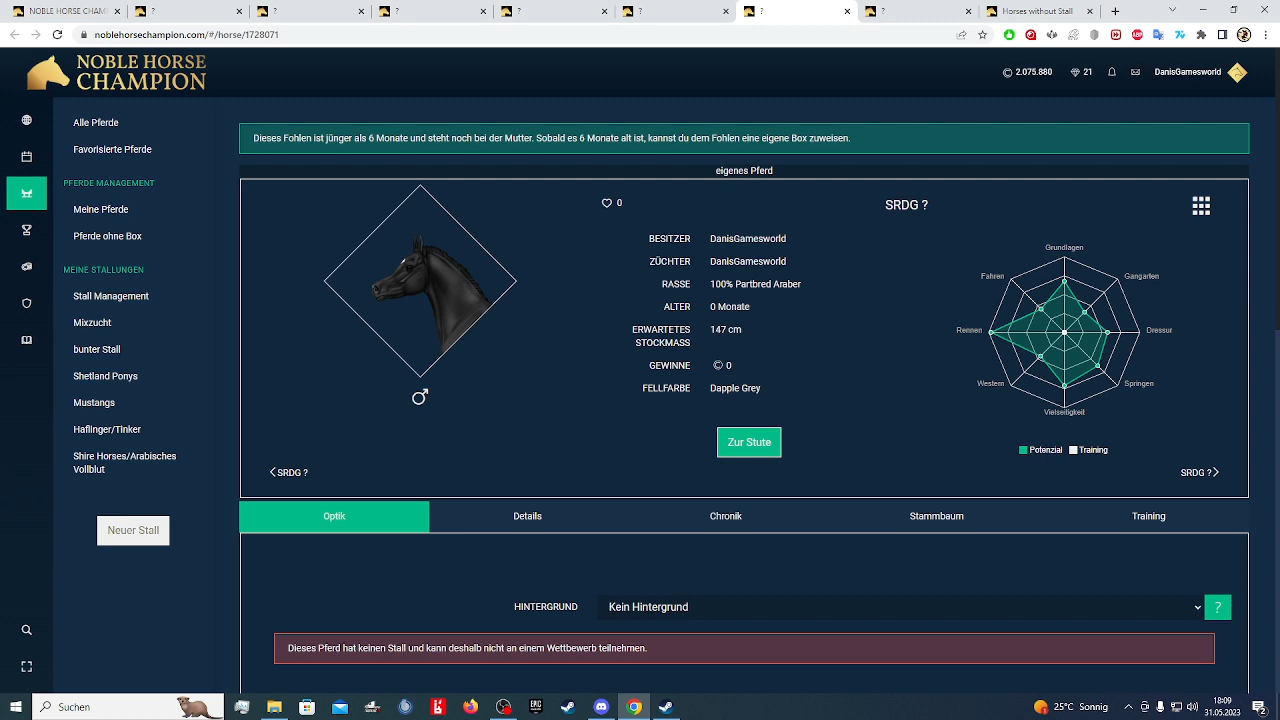 NOBLE HORSE CHAM
?
?
?
?
?
?
?
Horses without Stall
noblehorsechampion.com/#/horse/1728071
NOBLE HORSE
CHAMPION
2.075.880
21
DanisGamesworld
Alle Pferde
Favorisierte Pferde
PFERDE MANAGEMENT
Meine Pferde
Pferde ohne Box
MEINE STALLUNGEN
Stall Management
Mixzucht
bunter Stall
Shetland Ponys
Mustangs
Haflinger/Tinker
Shire Horses/Arabisches
Vollblut
Neuer Stall
Dieses Fohlen ist jünger als 6 Monate und steht noch bei der Mutter. Sobald es 6 Monate alt ist, kannst du dem Fohlen eine eigene Box zuweisen.
eigenes Pferd
0
SRDG ?
BESITZER DanisGamesworld
ZÜCHTER DanisGamesworld
RASSE 100% Partbred Araber
ALTER 0 Monate
ERWARTETES STOCKMASS 147 cm
GEWINNE 0
FELLFARBE Dapple Grey
Zur Stute
SRDG ?
SRDG ?
Grundlagen
Gangarten
Dressur
Springen
Vielseitigkeit
Western
Rennen
Fahren
Potenzial Training
Optik Details Chronik Stammbaum Training
HINTERGRUND Kein Hintergrund ?
Dieses Pferd hat keinen Stall und kann deshalb nicht an einem Wettbewerb teilnehmen.
Suchen
25°C Sonnig
18:09
31.05.2023